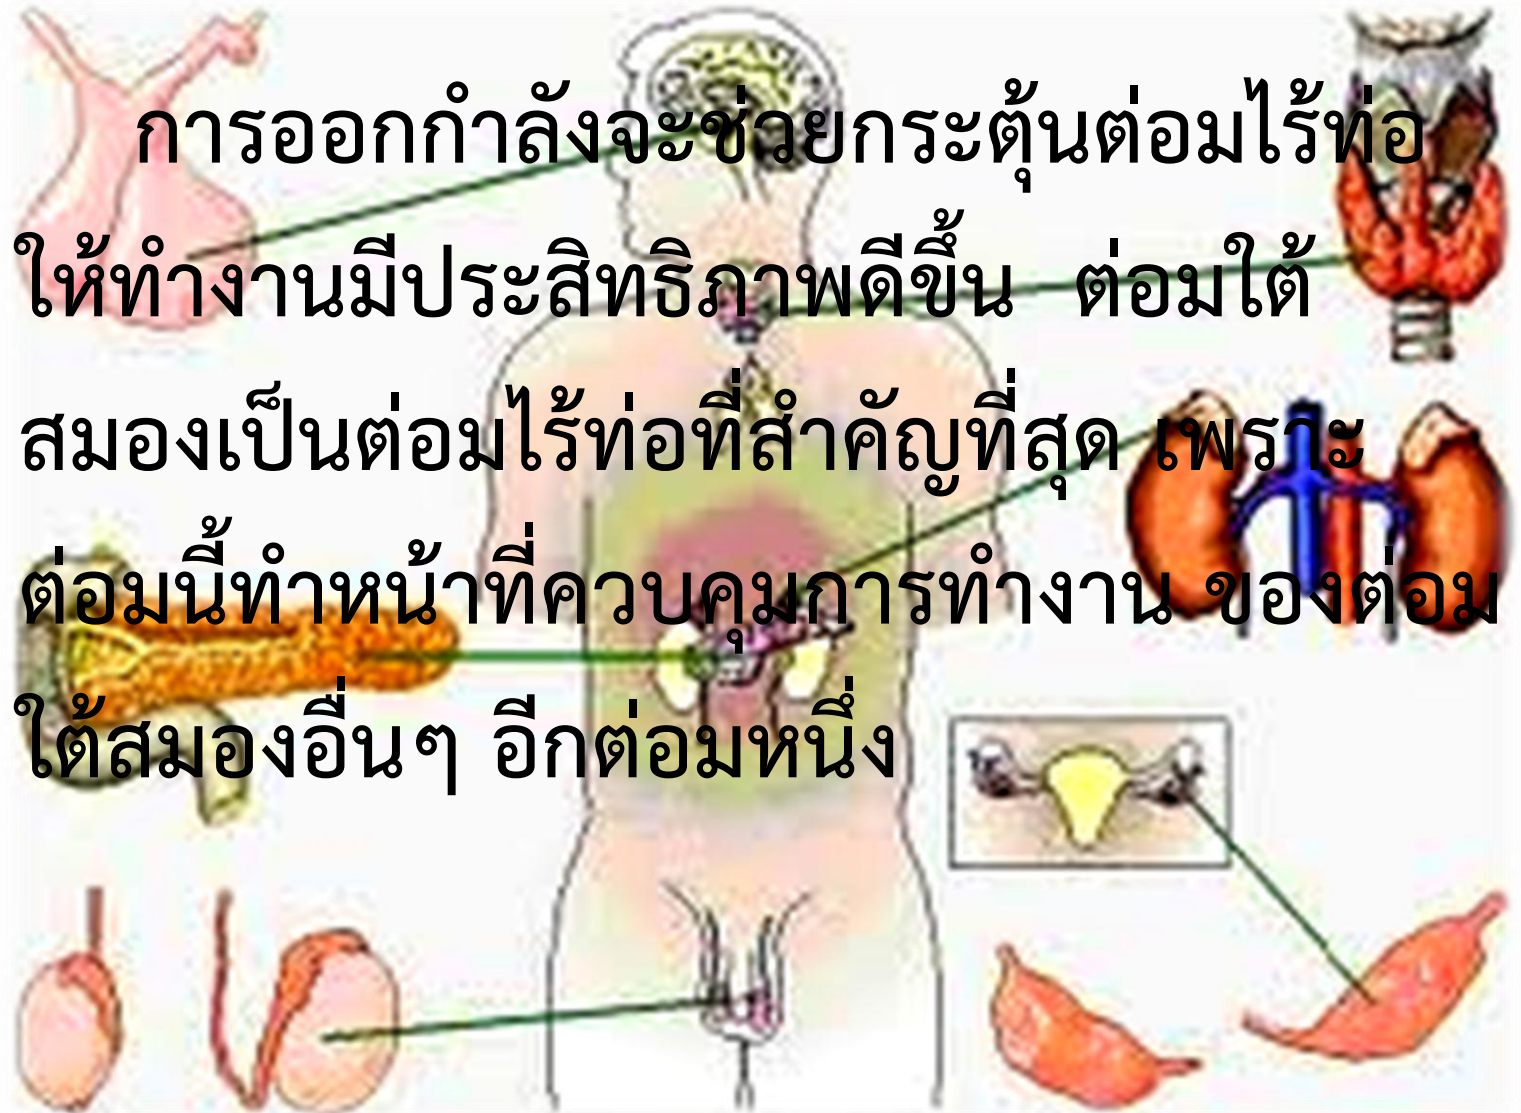 การออกกำลังจะช่วยกระตุ้นต่อมไร้ท่อ
ให้ทำงานมีประสิทธิภาพดีขึ้น ต่อมใต้
สมองเป็นต่อมไร้ท่อที่สำคัญที่สุด เพราะ
ต่อมนี้ทำหน้าที่ควบคุมการทำงาน ของต่อม
ใต้สมองอื่นๆ อีกต่อมหนึ่ง